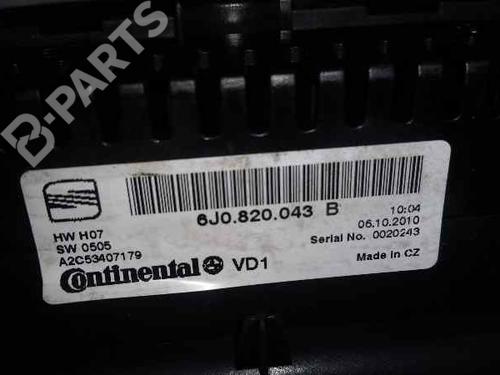 B-PARTS
6J0.820.043 B
HW H07
SW 0505
A2C53407179
10:04
06.10.2010
Serial No. 0020243
Continental VD1
Made in CZ